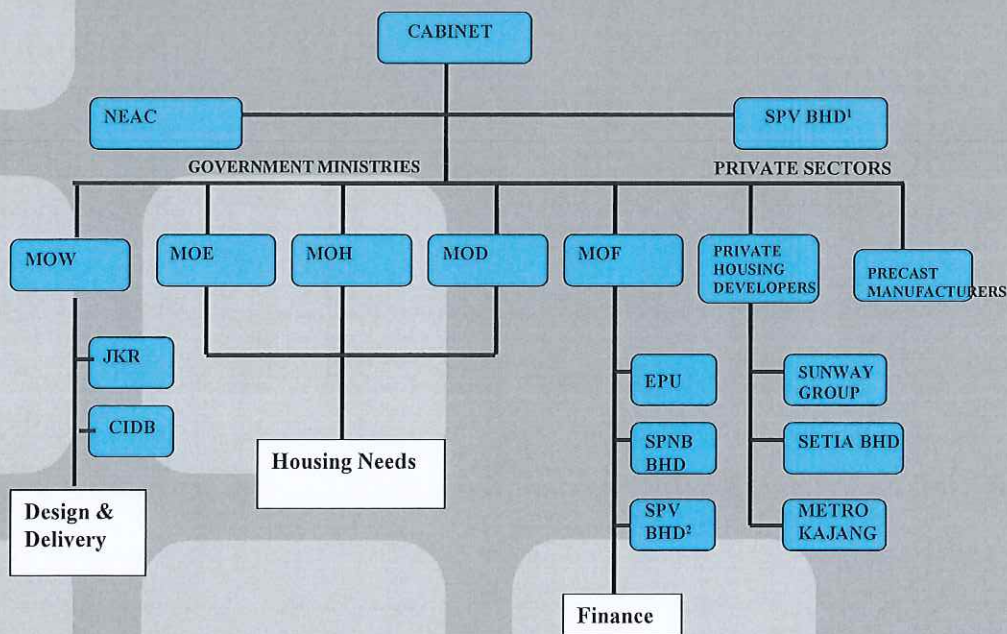 CABINET
NEAC
SPV BHD¹
GOVERNMENT MINISTRIES
PRIVATE SECTORS
MOW
MOE
MOH
MOD
MOF
PRIVATE
HOUSING
DEVELOPERS
PRECAST
MANUFACTURERS
JKR
CIDB
Design &
Delivery
Housing Needs
EPU
SPNB
BHD
SPV
BHD²
Finance
SUNWAY
GROUP
SETIA BHD
METRO
KAJANG